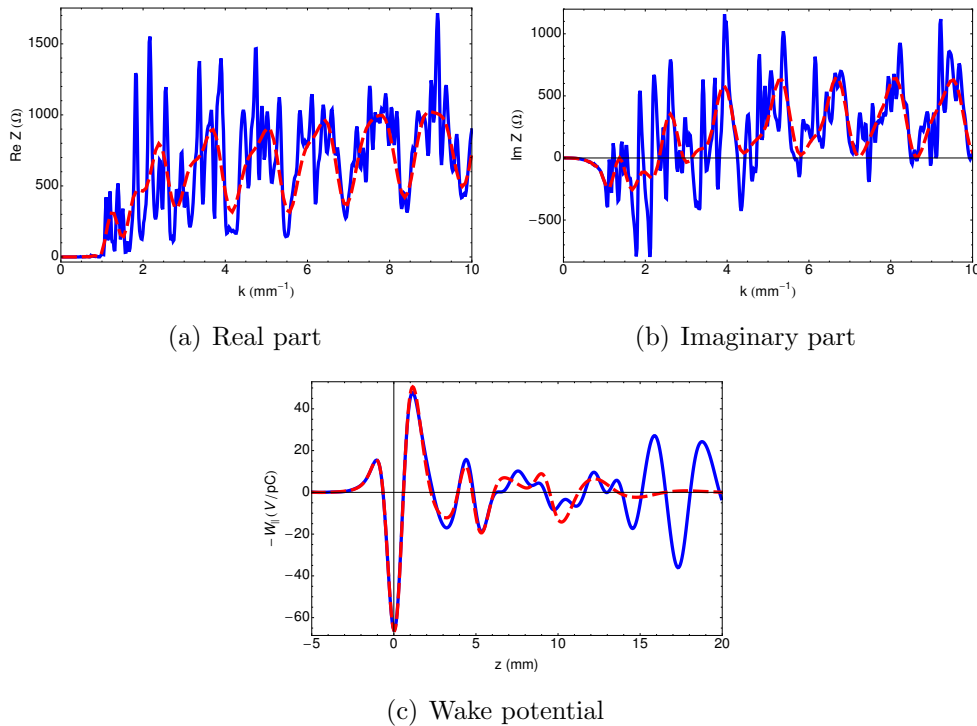 1500
1000
500
0
0 2 4 6 8 10
Re Z (Ω)
k (mm⁻¹)
(a) Real part
1000
500
0
−500
0 2 4 6 8 10
Im Z (Ω)
k (mm⁻¹)
(b) Imaginary part
40
20
0
−20
−40
−60
−5 0 5 10 15 20
− W∥ (V/pC)
z (mm)
(c) Wake potential